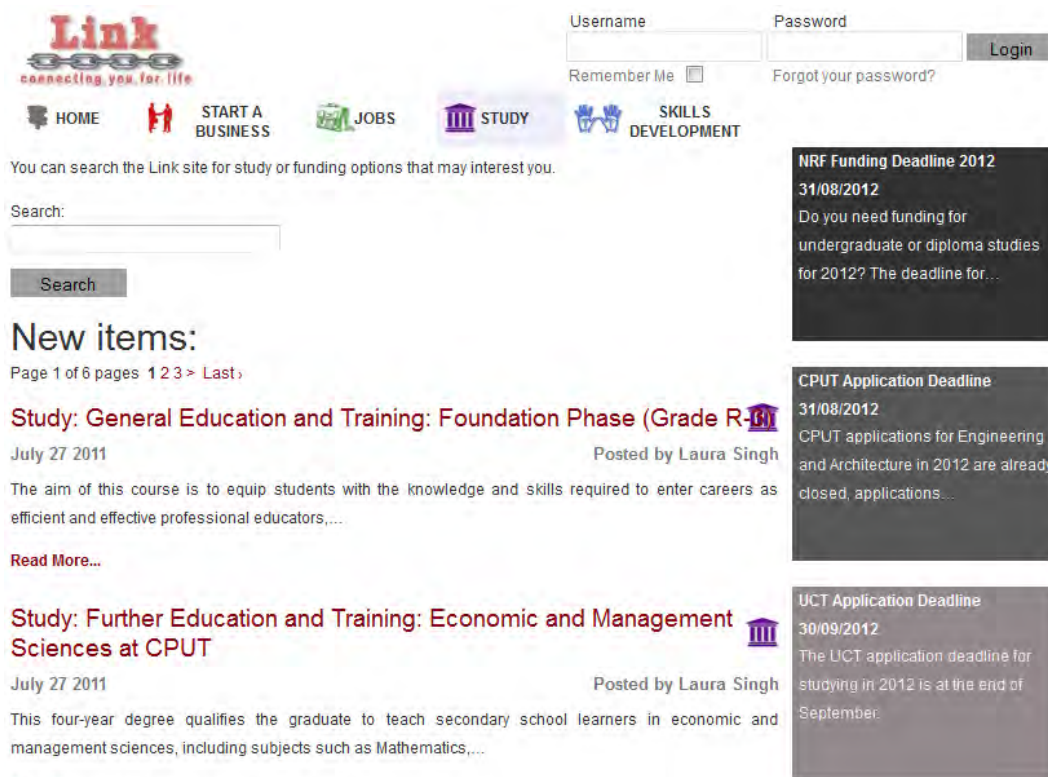 Link
connecting you for life
Username
Password
Login
Remember Me
Forgot your password?
HOME
START A
BUSINESS
JOBS
STUDY
SKILLS
DEVELOPMENT
You can search the Link site for study or funding options that may interest you.
Search:
Search
New items:
Page 1 of 6 pages 1 2 3 > Last ›
Study: General Education and Training: Foundation Phase (Grade R-3)
July 27 2011
Posted by Laura Singh
The aim of this course is to equip students with the knowledge and skills required to enter careers as
efficient and effective professional educators,...
Read More...
Study: Further Education and Training: Economic and Management
Sciences at CPUT
July 27 2011
Posted by Laura Singh
This four-year degree qualifies the graduate to teach secondary school learners in economic and
management sciences, including subjects such as Mathematics,...
NRF Funding Deadline 2012
31/08/2012
Do you need funding for
undergraduate or diploma studies
for 2012? The deadline for...
CPUT Application Deadline
31/08/2012
CPUT applications for Engineering
and Architecture in 2012 are already
closed, applications...
UCT Application Deadline
30/09/2012
The UCT application deadline for
studying in 2012 is at the end of
September.